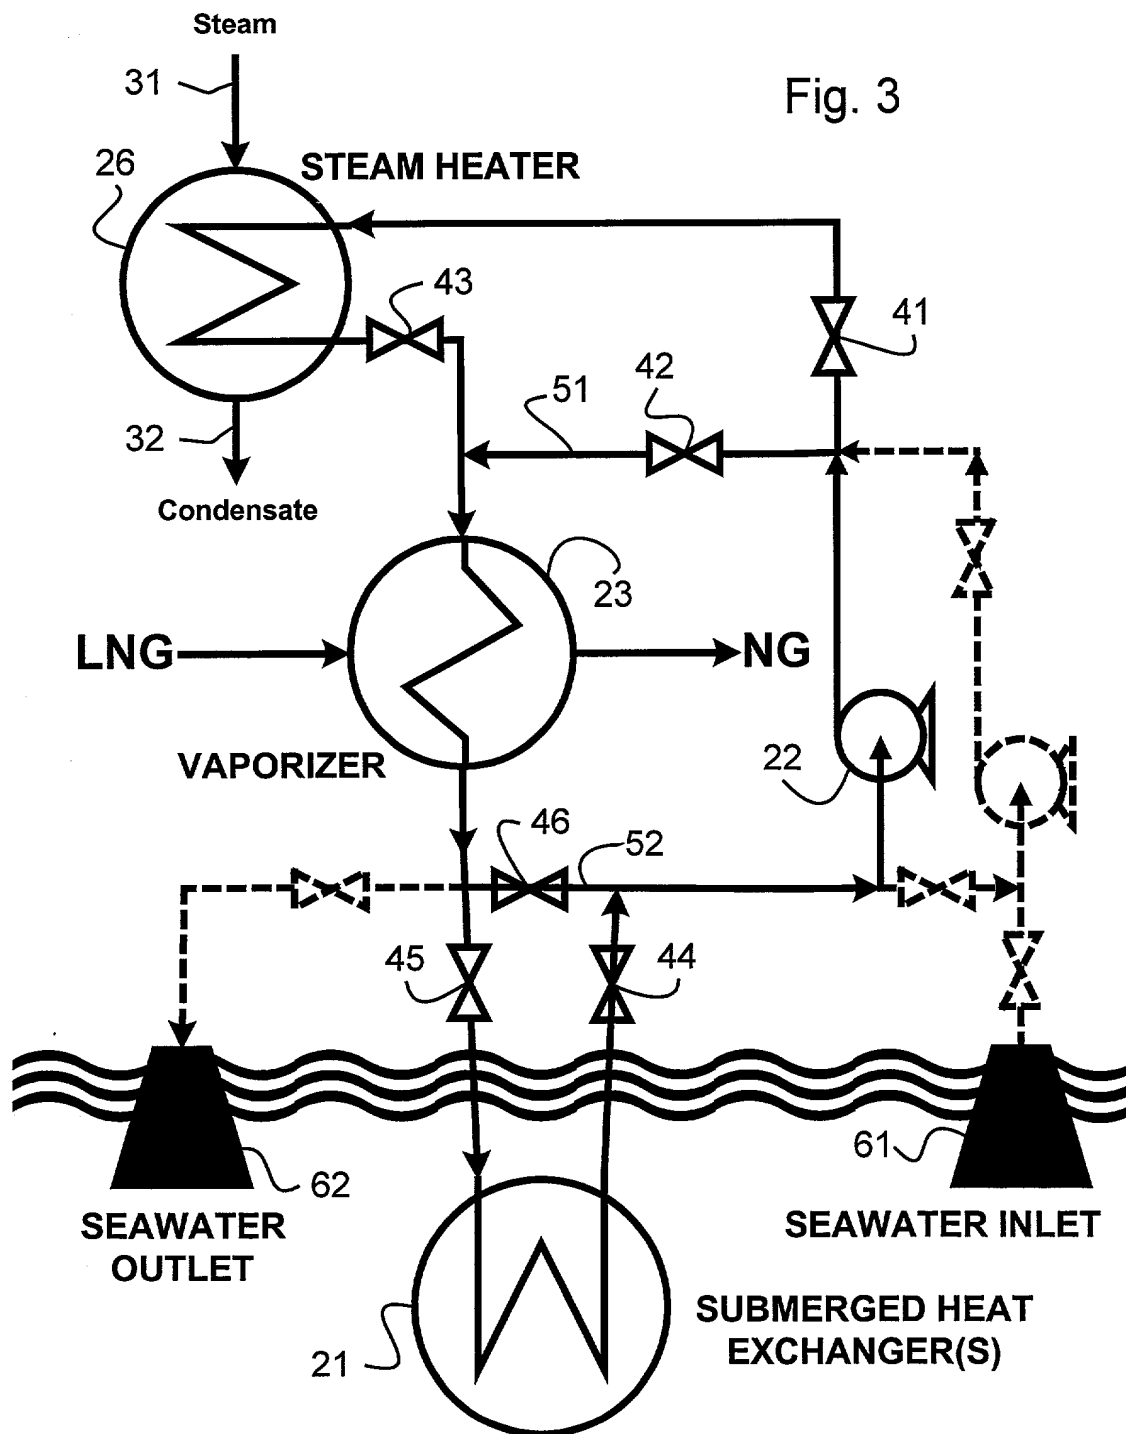 Steam
31
Fig. 3
26
STEAM HEATER
43
41
42
51
32
Condensate
23
LNG
NG
22
VAPORIZER
46
52
45
44
61
62
SEAWATER
OUTLET
SEAWATER INLET
SUBMERGED HEAT
EXCHANGER(S)
21